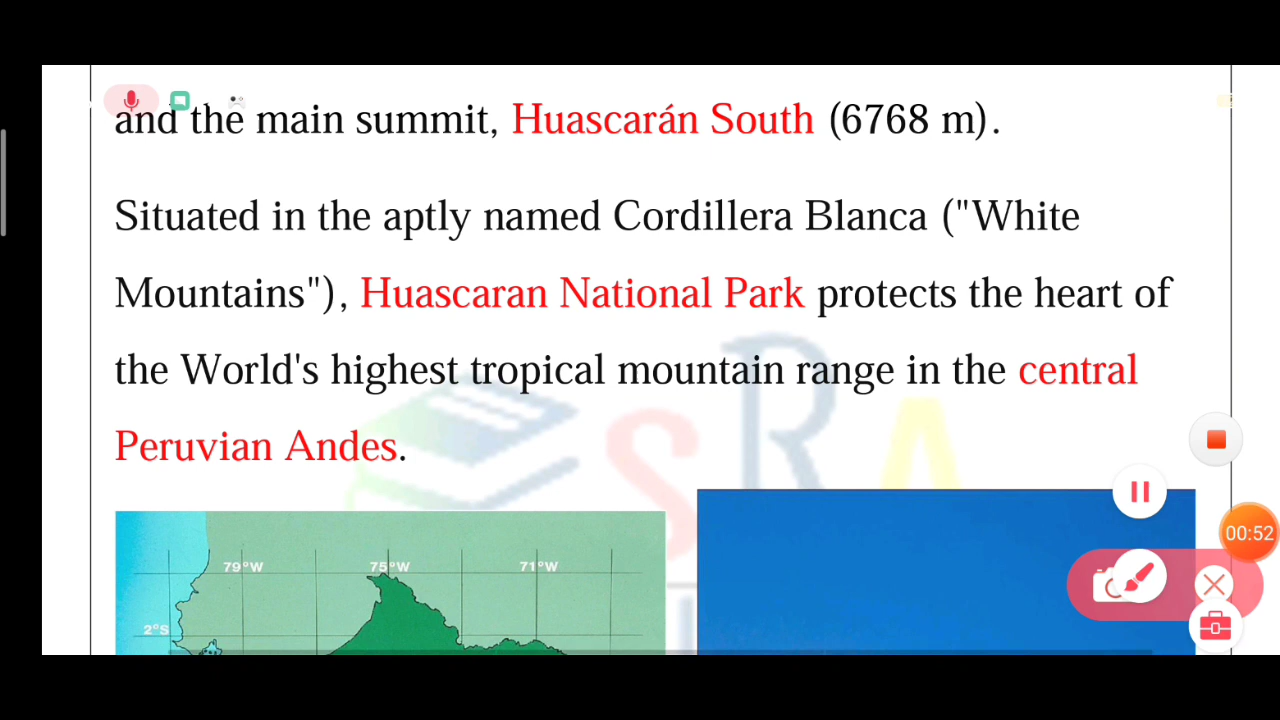 and the main summit, Huascarán South (6768 m).
Situated in the aptly named Cordillera Blanca ("White
Mountains"), Huascaran National Park protects the heart of
the World's highest tropical mountain range in the central
Peruvian Andes.
SRA
79°W 75°W 71°W
2°S
00:52